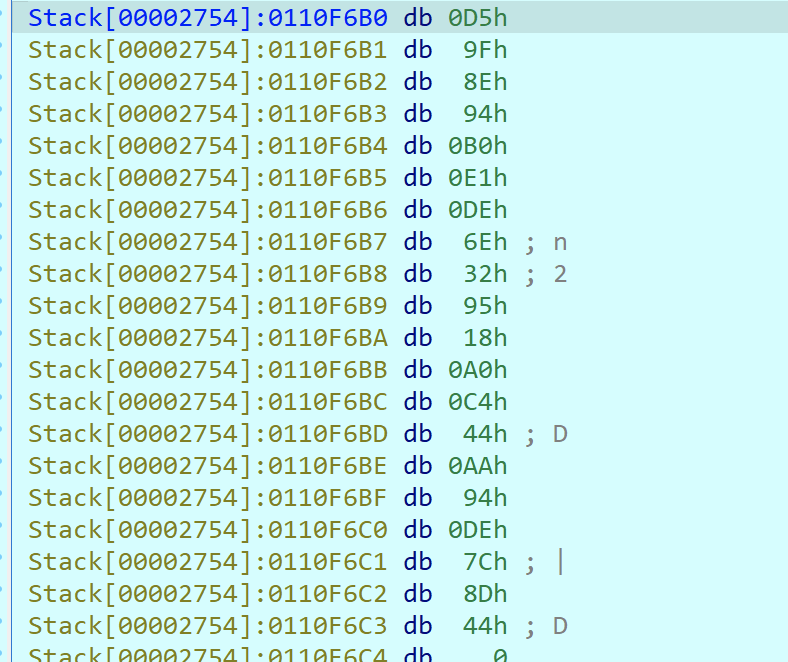 Stack[00002754]:0110F6B0 db 0D5h
Stack[00002754]:0110F6B1 db  9Fh
Stack[00002754]:0110F6B2 db  8Eh
Stack[00002754]:0110F6B3 db  94h
Stack[00002754]:0110F6B4 db 0B0h
Stack[00002754]:0110F6B5 db 0E1h
Stack[00002754]:0110F6B6 db 0DEh
Stack[00002754]:0110F6B7 db  6Eh ; n
Stack[00002754]:0110F6B8 db  32h ; 2
Stack[00002754]:0110F6B9 db  95h
Stack[00002754]:0110F6BA db  18h
Stack[00002754]:0110F6BB db 0A0h
Stack[00002754]:0110F6BC db 0C4h
Stack[00002754]:0110F6BD db  44h ; D
Stack[00002754]:0110F6BE db 0AAh
Stack[00002754]:0110F6BF db  94h
Stack[00002754]:0110F6C0 db 0DEh
Stack[00002754]:0110F6C1 db  7Ch ; |
Stack[00002754]:0110F6C2 db  8Dh
Stack[00002754]:0110F6C3 db  44h ; D
Stack[00002754]:0110F6C4 db    0